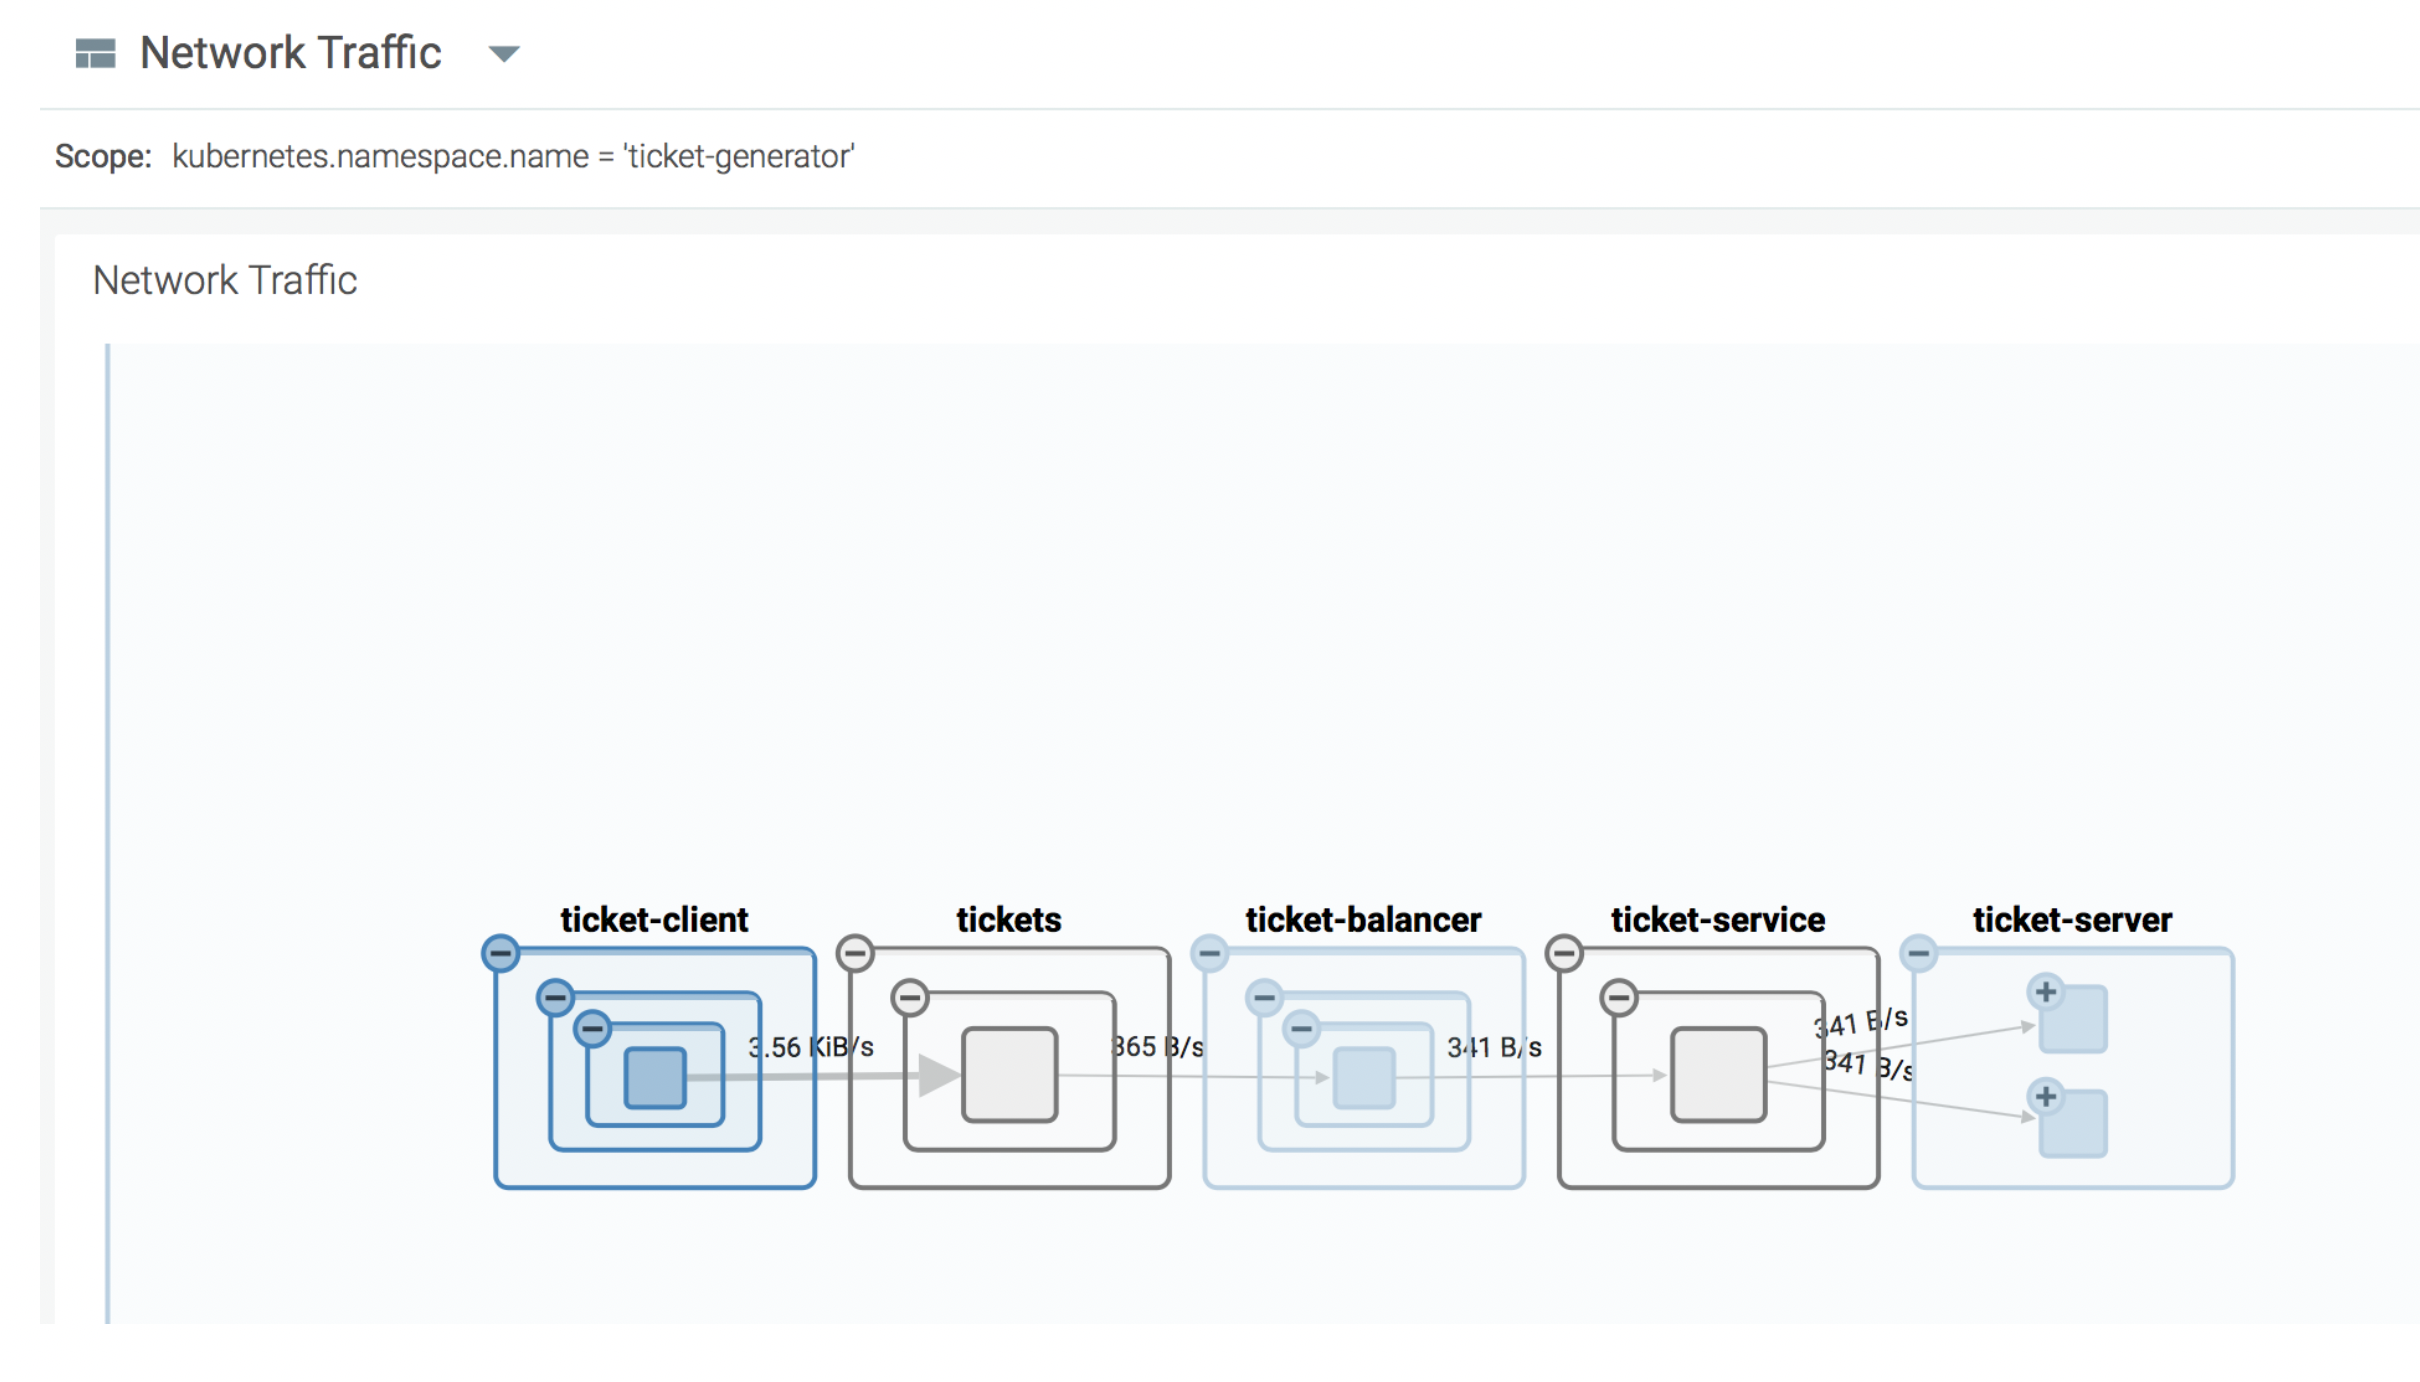 Network Traffic
Scope: kubernetes.namespace.name = 'ticket-generator'
Network Traffic
ticket-client tickets ticket-balancer ticket-service ticket-server
3.56 KiB/s 365 B/s 341 B/s 341 B/s
341 B/s